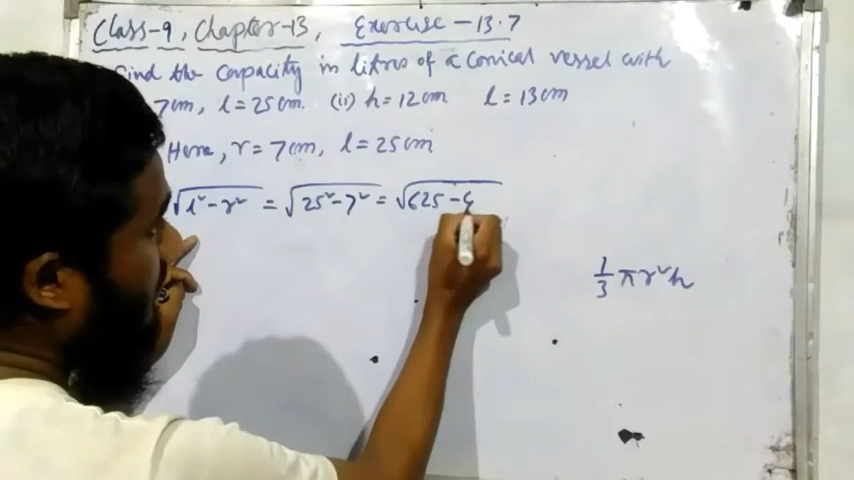 Class-9, Chapter-13, Exercise-13.7
Find the capacity in litres of a conical vessel with
7cm, l=25cm. (ii) h=12cm l=13cm
Here, r=7cm, l=25cm
√l²-r² = √25²-7² = √625-
1/3 πr²h